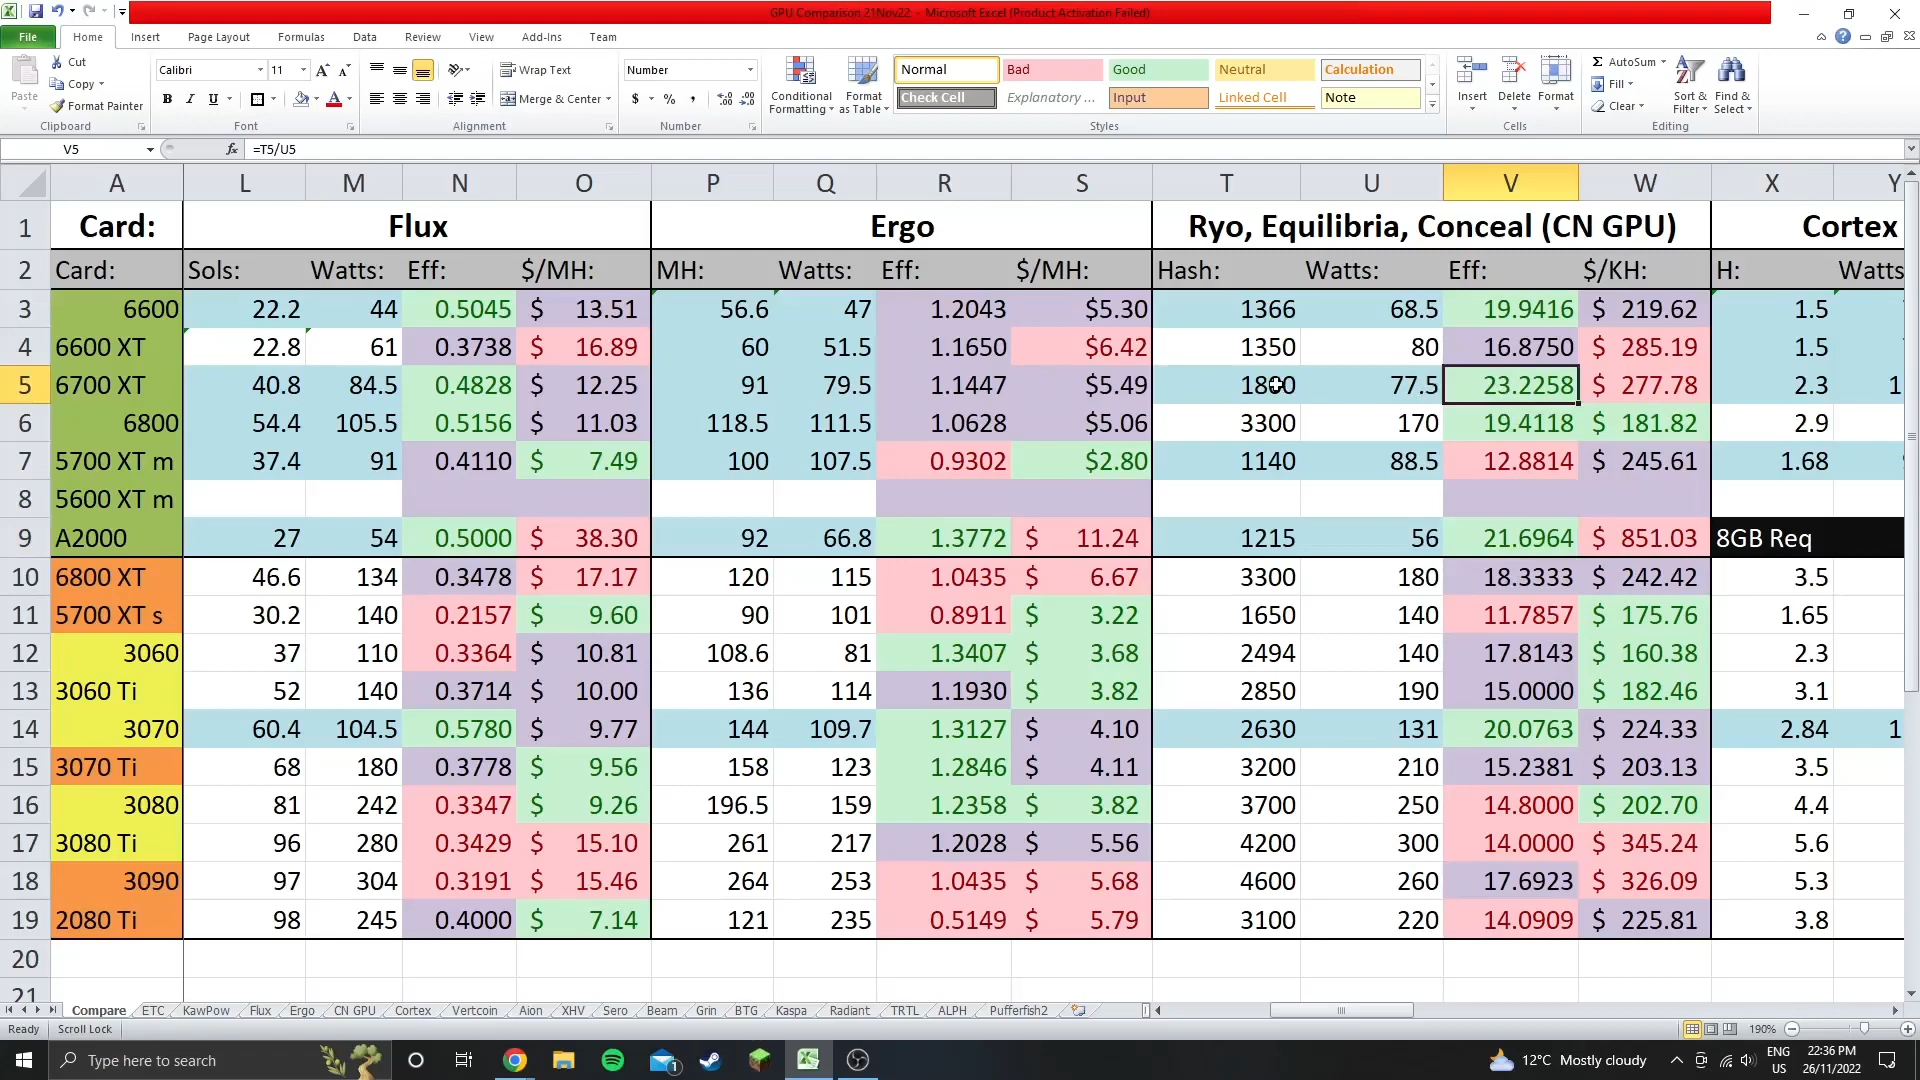 GPU Comparison 21Nov22 - Microsoft Excel (Product Activation Failed)
File Home Insert Page Layout Formulas Data Review View Add-Ins Team
Paste Cut Copy Format Painter Clipboard
Calibri 11 B I U Font
Wrap Text Merge & Center Alignment
Number $ % , Number
Conditional Formatting Format as Table
Normal Bad Good Neutral Calculation
Check Cell Explanatory ... Input Linked Cell Note
Styles
Insert Delete Format Cells
AutoSum Fill Clear Sort & Filter Find & Select Editing
V5 fx =T5/U5
A L M N O P Q R S T U V W X Y
1 Card: Flux Ergo Ryo, Equilibria, Conceal (CN GPU) Cortex
2 Card: Sols: Watts: Eff: $/MH: MH: Watts: Eff: $/MH: Hash: Watts: Eff: $/KH: H: Watts
3 6600 22.2 44 0.5045 $ 13.51 56.6 47 1.2043 $5.30 1366 68.5 19.9416 $ 219.62 1.5
4 6600 XT 22.8 61 0.3738 $ 16.89 60 51.5 1.1650 $6.42 1350 80 16.8750 $ 285.19 1.5
5 6700 XT 40.8 84.5 0.4828 $ 12.25 91 79.5 1.1447 $5.49 1800 77.5 23.2258 $ 277.78 2.3 1
6 6800 54.4 105.5 0.5156 $ 11.03 118.5 111.5 1.0628 $5.06 3300 170 19.4118 $ 181.82 2.9
7 5700 XT m 37.4 91 0.4110 $ 7.49 100 107.5 0.9302 $2.80 1140 88.5 12.8814 $ 245.61 1.68
8 5600 XT m
9 A2000 27 54 0.5000 $ 38.30 92 66.8 1.3772 $ 11.24 1215 56 21.6964 $ 851.03 8GB Req
10 6800 XT 46.6 134 0.3478 $ 17.17 120 115 1.0435 $ 6.67 3300 180 18.3333 $ 242.42 3.5
11 5700 XT s 30.2 140 0.2157 $ 9.60 90 101 0.8911 $ 3.22 1650 140 11.7857 $ 175.76 1.65
12 3060 37 110 0.3364 $ 10.81 108.6 81 1.3407 $ 3.68 2494 140 17.8143 $ 160.38 2.3
13 3060 Ti 52 140 0.3714 $ 10.00 136 114 1.1930 $ 3.82 2850 190 15.0000 $ 182.46 3.1
14 3070 60.4 104.5 0.5780 $ 9.77 144 109.7 1.3127 $ 4.10 2630 131 20.0763 $ 224.33 2.84 1
15 3070 Ti 68 180 0.3778 $ 9.56 158 123 1.2846 $ 4.11 3200 210 15.2381 $ 203.13 3.5
16 3080 81 242 0.3347 $ 9.26 196.5 159 1.2358 $ 3.82 3700 250 14.8000 $ 202.70 4.4
17 3080 Ti 96 280 0.3429 $ 15.10 261 217 1.2028 $ 5.56 4200 300 14.0000 $ 345.24 5.6
18 3090 97 304 0.3191 $ 15.46 264 253 1.0435 $ 5.68 4600 260 17.6923 $ 326.09 5.3
19 2080 Ti 98 245 0.4000 $ 7.14 121 235 0.5149 $ 5.79 3100 220 14.0909 $ 225.81 3.8
20
21
Compare ETC KawPow Flux Ergo CN GPU Cortex Vertcoin Aion XHV Sero Beam Grin BTG Kaspa Radiant TRTL ALPH Pufferfish2
Ready Scroll Lock 190%
Type here to search 1 12°C Mostly cloudy ENG US 22:36 PM 26/11/2022